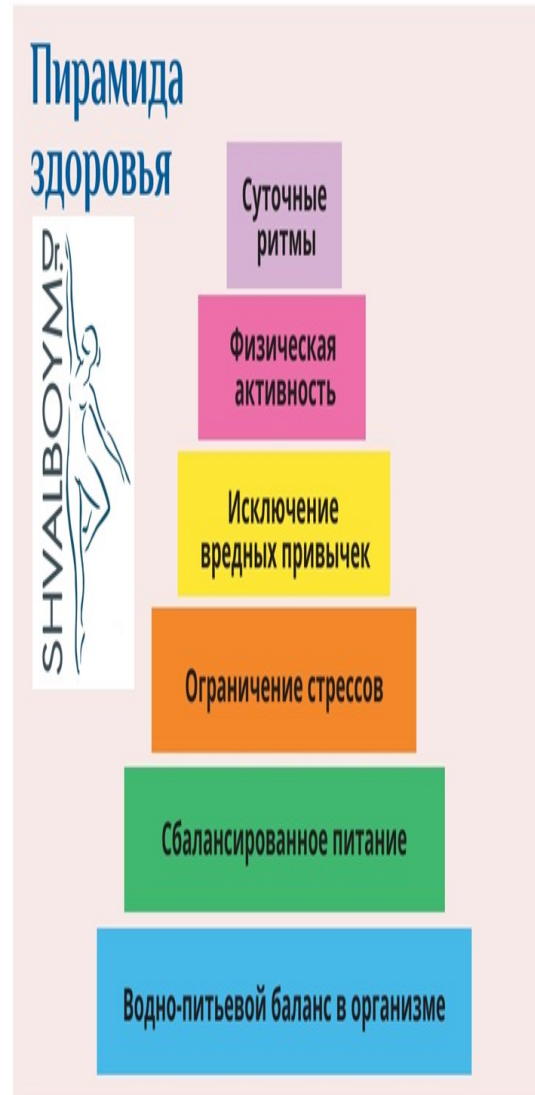 Пирамида
здоровья
SHVALBOYM Dr.
Суточные
ритмы
Физическая
активность
Исключение
вредных привычек
Ограничение стрессов
Сбалансированное питание
Водно-питьевой баланс в организме